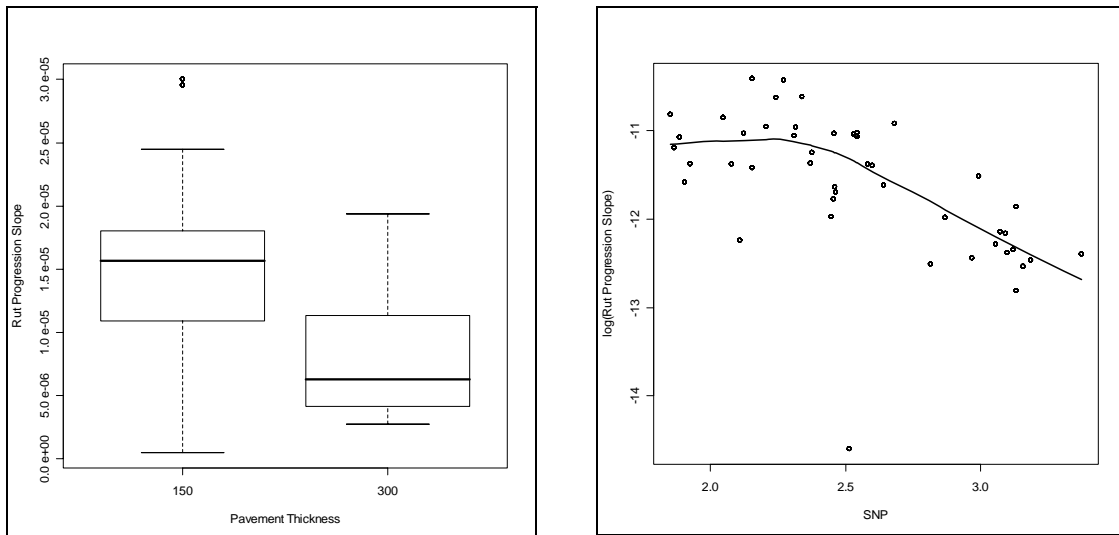 Rut Progression Slope
3.0 e-05
2.5 e-05
2.0 e-05
1.5 e-05
1.0 e-05
5.0 e-06
0.0 e+00
150 300
Pavement Thickness
log(Rut Progression Slope)
-11
-12
-13
-14
2.0 2.5 3.0
SNP